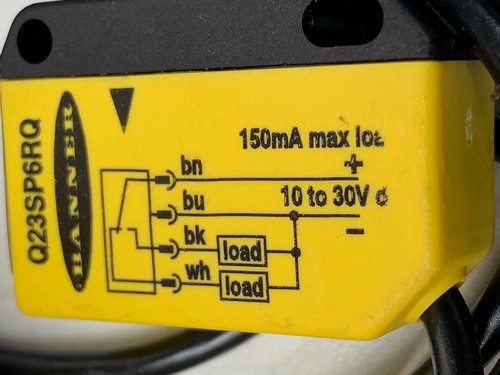 Q23SP6RQ
BANNER
150mA max
bn +
bu 10 to 30V
bk load
wh load